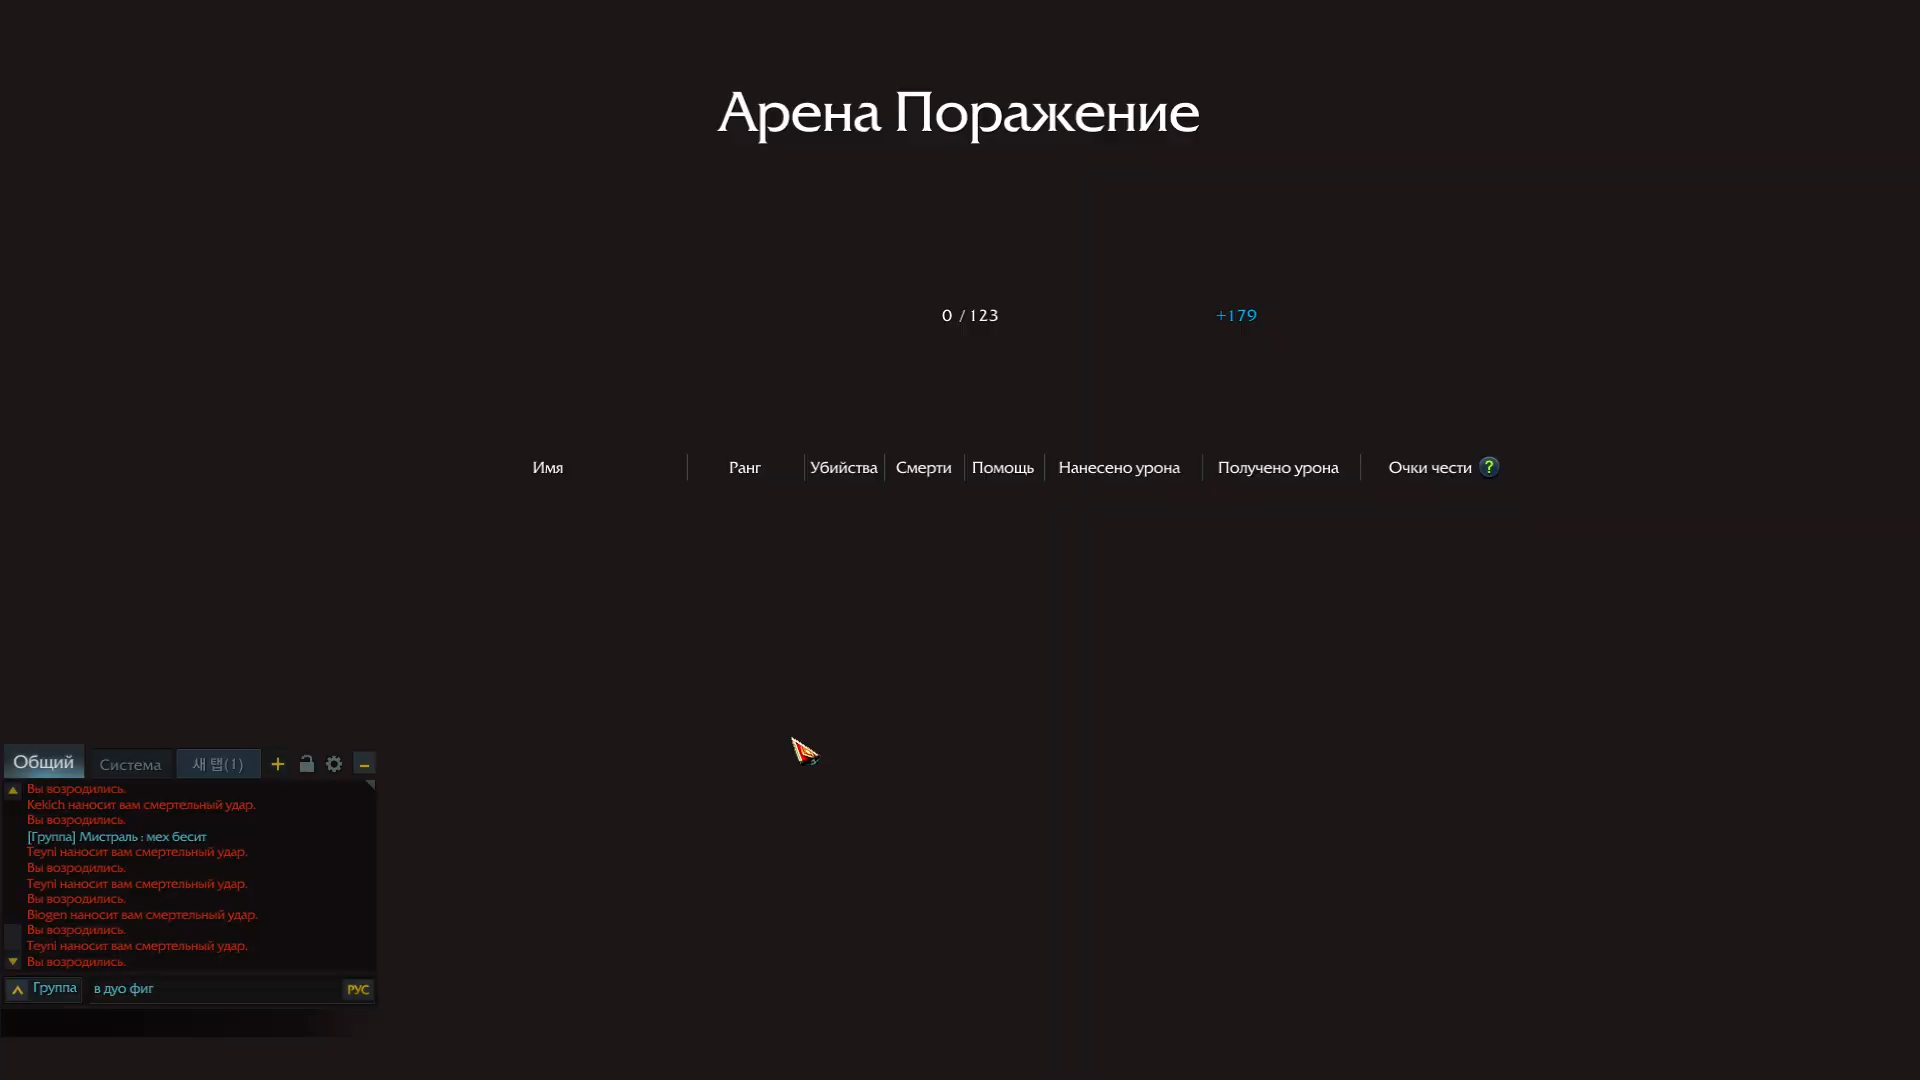 Арена Поражение
0 / 123 +179
Имя Ранг Убийства Смерти Помощь Нанесено урона Получено урона Очки чести ?
Общий Система 새 탭(1)
Вы возродились.
Kekich наносит вам смертельный удар.
Вы возродились.
[Группа] Мистраль : мех бесит
Teyni наносит вам смертельный удар.
Вы возродились.
Teyni наносит вам смертельный удар.
Вы возродились.
Biogen наносит вам смертельный удар.
Вы возродились.
Teyni наносит вам смертельный удар.
Вы возродились.
Группа в дуо фиг РУС